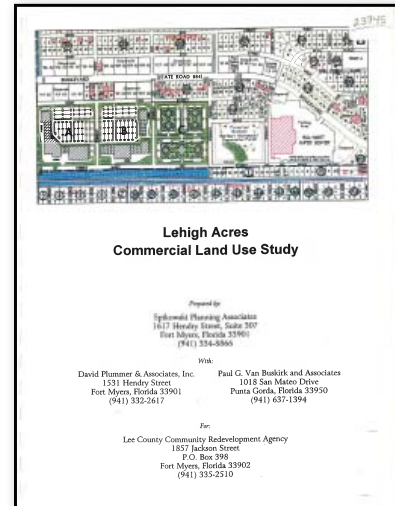 23945
STATE ROAD 884
A
B
Lehigh Acres
Commercial Land Use Study
Prepared by:
Spikowski Planning Associates
1617 Hendry Street, Suite 307
Fort Myers, Florida 33901
(941) 334-8866
With:
David Plummer & Associates, Inc.
1531 Hendry Street
Fort Myers, Florida 33901
(941) 332-2617
Paul G. Van Buskirk and Associates
1018 San Mateo Drive
Punta Gorda, Florida 33950
(941) 637-1394
For:
Lee County Community Redevelopment Agency
1857 Jackson Street
P.O. Box 398
Fort Myers, Florida 33902
(941) 335-2510